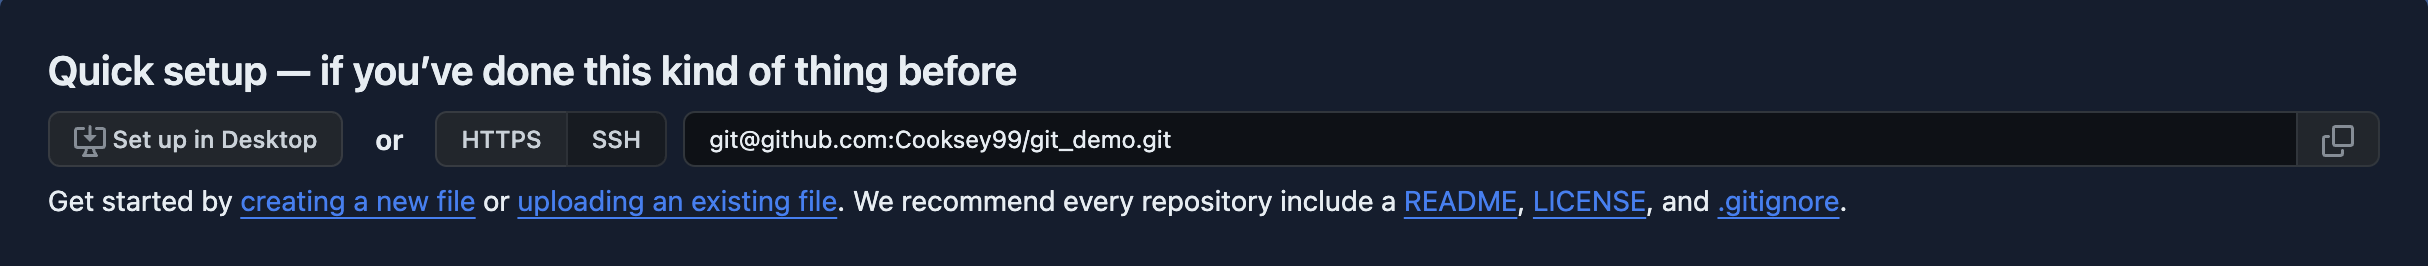 Quick setup — if you’ve done this kind of thing before
Set up in Desktop or HTTPS SSH git@github.com:Cooksey99/git_demo.git
Get started by creating a new file or uploading an existing file. We recommend every repository include a README, LICENSE, and .gitignore.